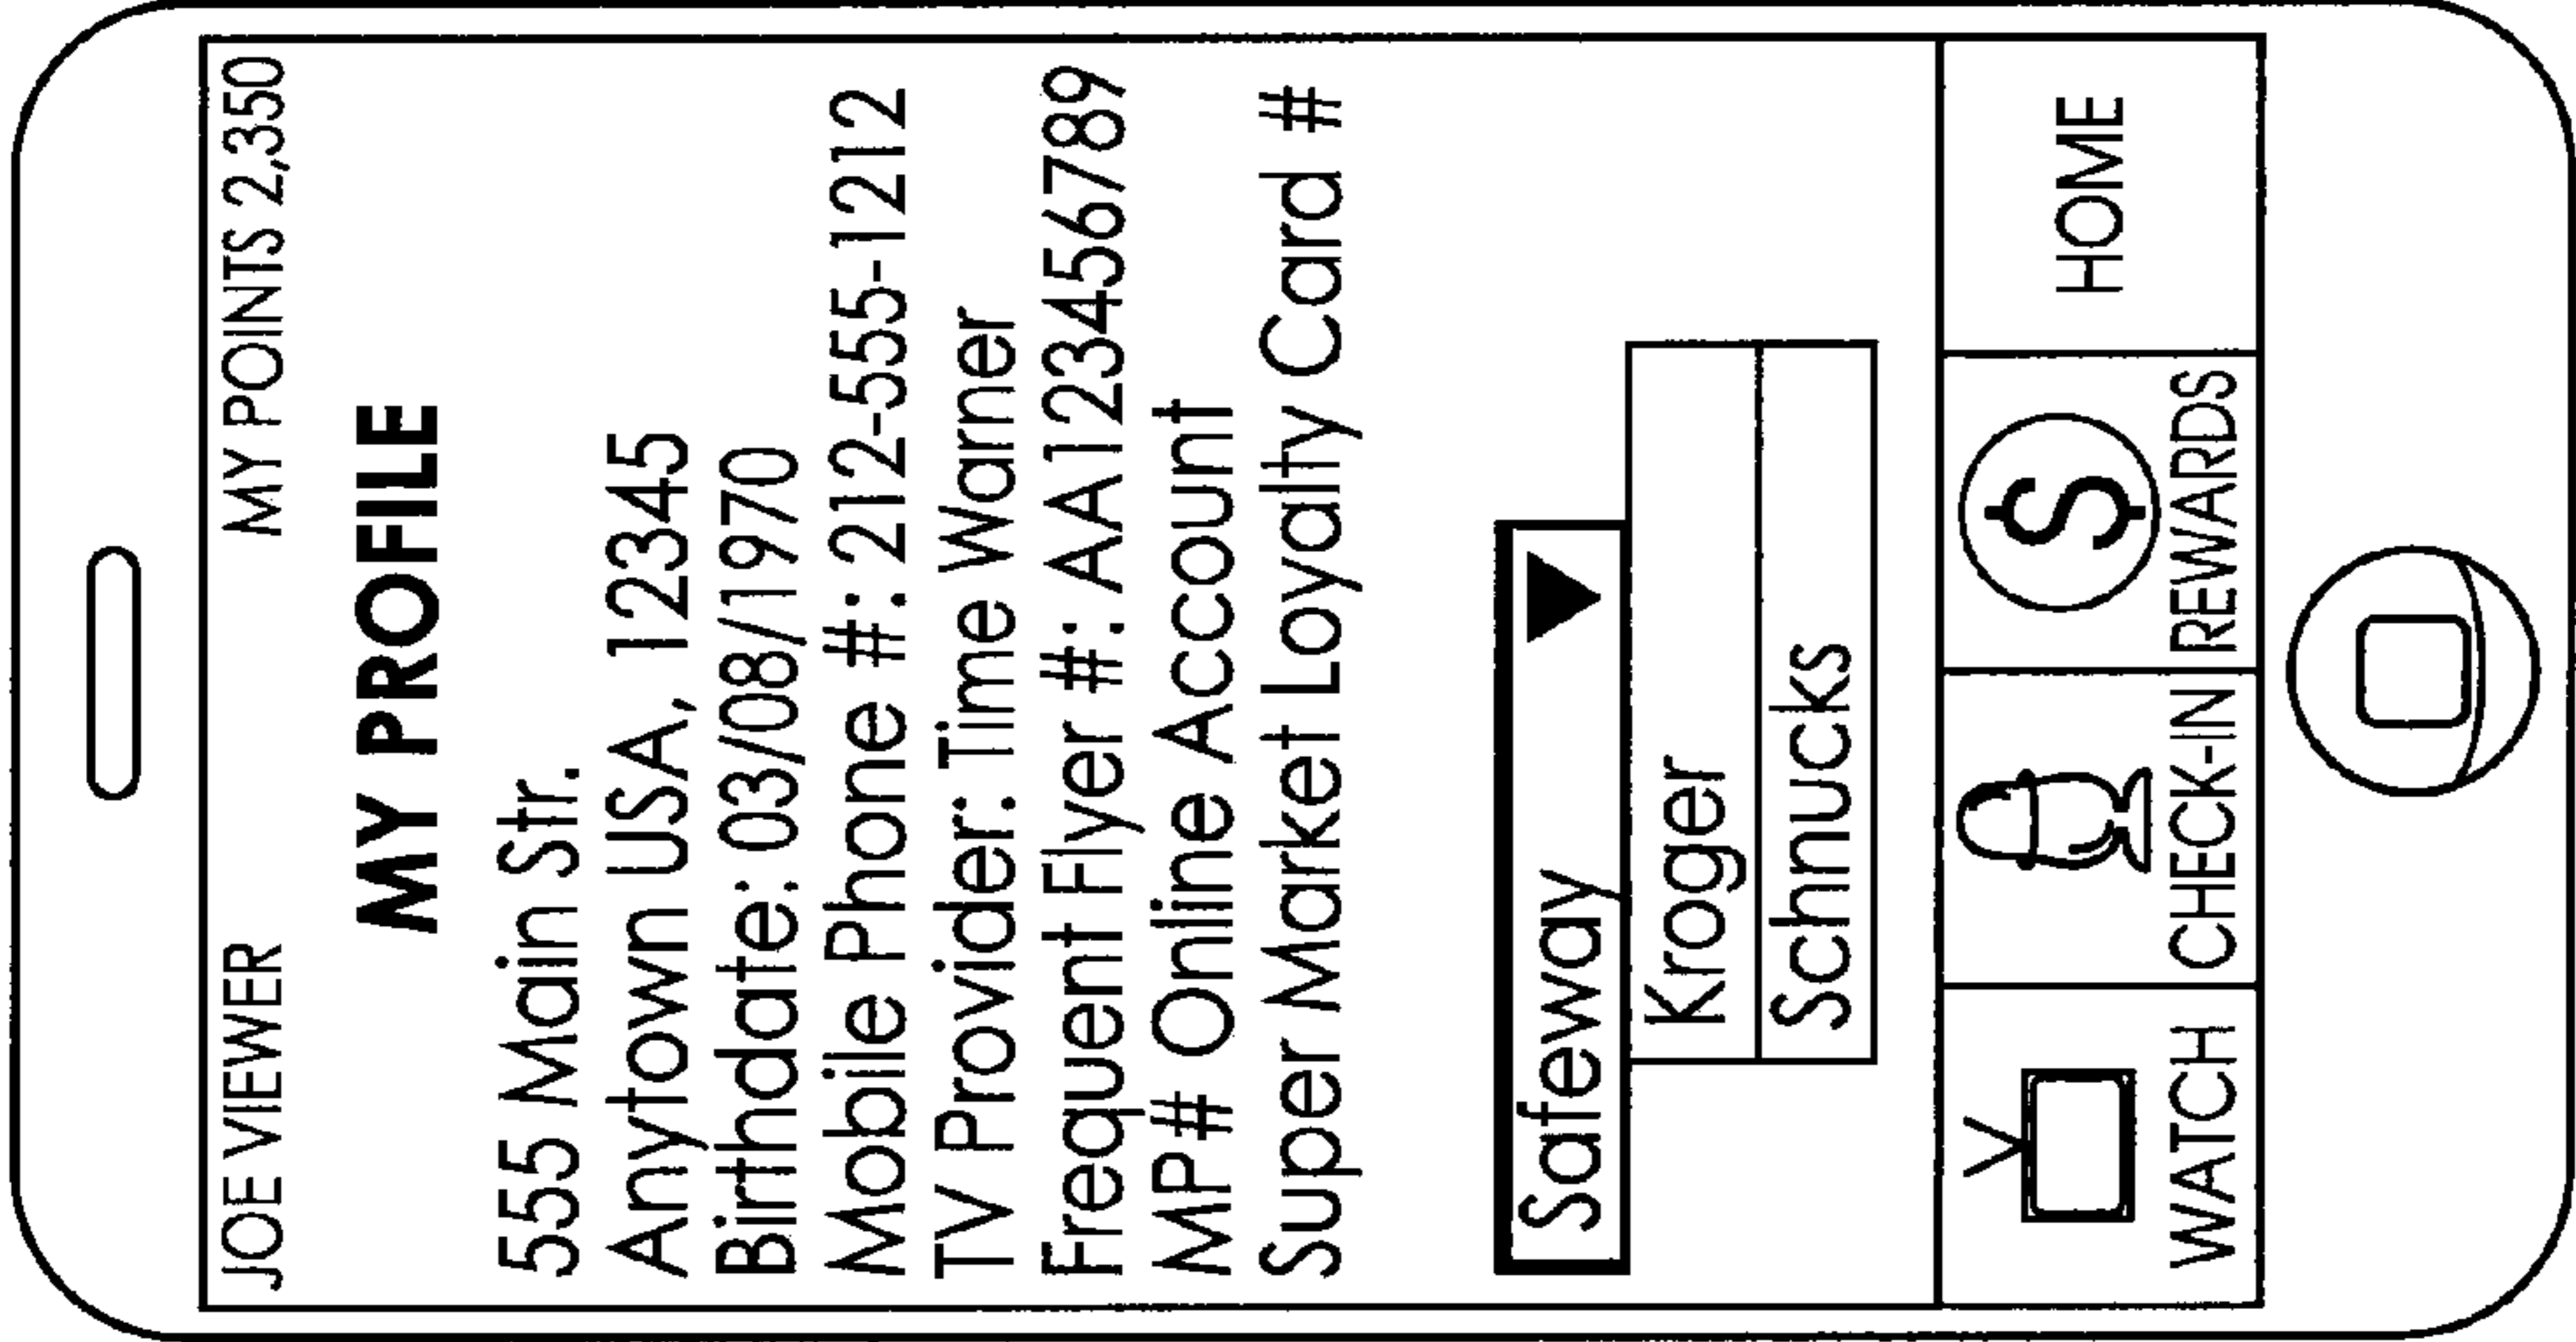 JOE VIEWER MY POINTS 2,350
MY PROFILE
555 Main Str.
Anytown USA, 12345
Birthdate: 03/08/1970
Mobile Phone #: 212-555-1212
TV Provider: Time Warner
Frequent Flyer #: AA123456789
MP# Online Account
Super Market Loyalty Card #
Safeway
Kroger
Schnucks
WATCH CHECK-IN REWARDS HOME